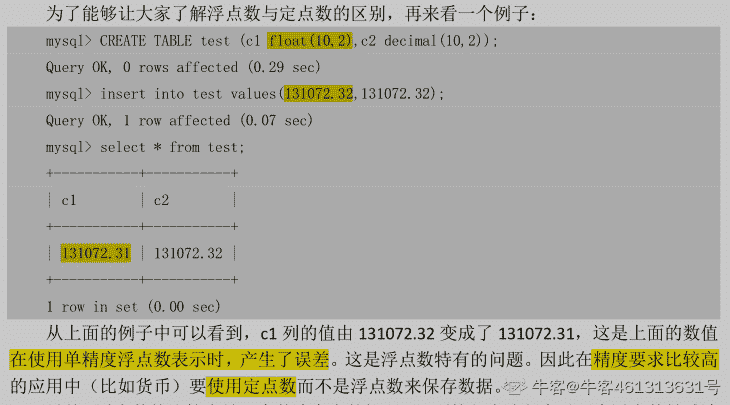 为了能够让大家了解浮点数与定点数的区别，再来看一个例子：
mysql> CREATE TABLE test (c1 float(10,2),c2 decimal(10,2));
Query OK, 0 rows affected (0.29 sec)
mysql> insert into test values(131072.32,131072.32);
Query OK, 1 row affected (0.07 sec)
mysql> select * from test;
+-----------+-----------+
| c1 | c2 |
+-----------+-----------+
| 131072.31 | 131072.32 |
+-----------+-----------+
1 row in set (0.00 sec)
从上面的例子中可以看到，c1 列的值由 131072.32 变成了 131072.31，这是上面的数值
在使用单精度浮点数表示时，产生了误差。这是浮点数特有的问题。因此在精度要求比较高
的应用中（比如货币）要使用定点数而不是浮点数来保存数据。
牛客@牛客461313631号